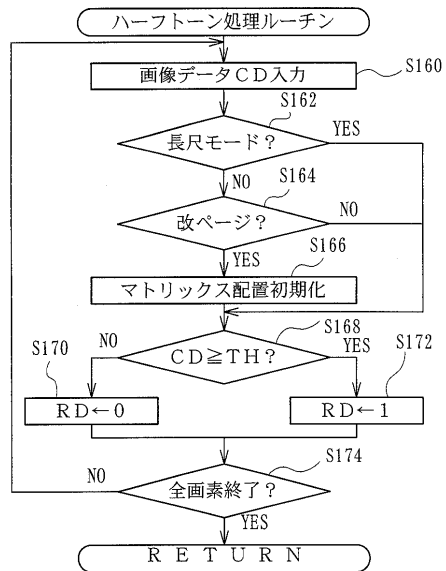 ハーフトーン処理ルーチン
画像データCD入力
S160
S162
長尺モード?
YES
NO
S164
改ページ?
NO
YES
S166
マトリックス配置初期化
S168
CD≧TH?
NO
YES
S170
S172
RD←0
RD←1
S174
全画素終了?
NO
YES
RETURN